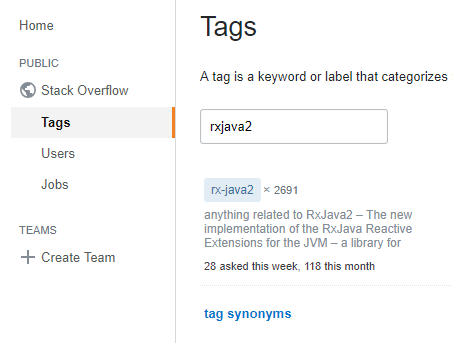 Home
PUBLIC
Stack Overflow
Tags
Users
Jobs
TEAMS
Create Team
Tags
A tag is a keyword or label that categorizes
rxjava2
rx-java2 × 2691
anything related to RxJava2 – The new
implementation of the RxJava Reactive
Extensions for the JVM – a library for
28 asked this week, 118 this month
tag synonyms